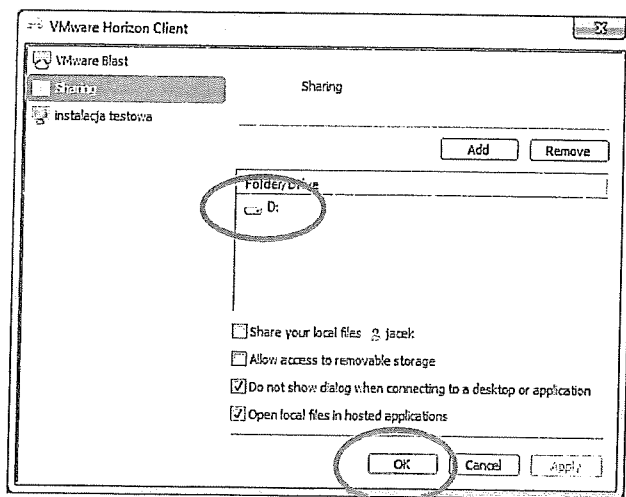 VMware Horizon Client
VMware Blast
Sharing
instalacja testowa
Sharing
Add
Remove
Folder/Drive
D:
Share your local files jacek
Allow access to removable storage
Do not show dialog when connecting to a desktop or application
Open local files in hosted applications
OK
Cancel
Apply